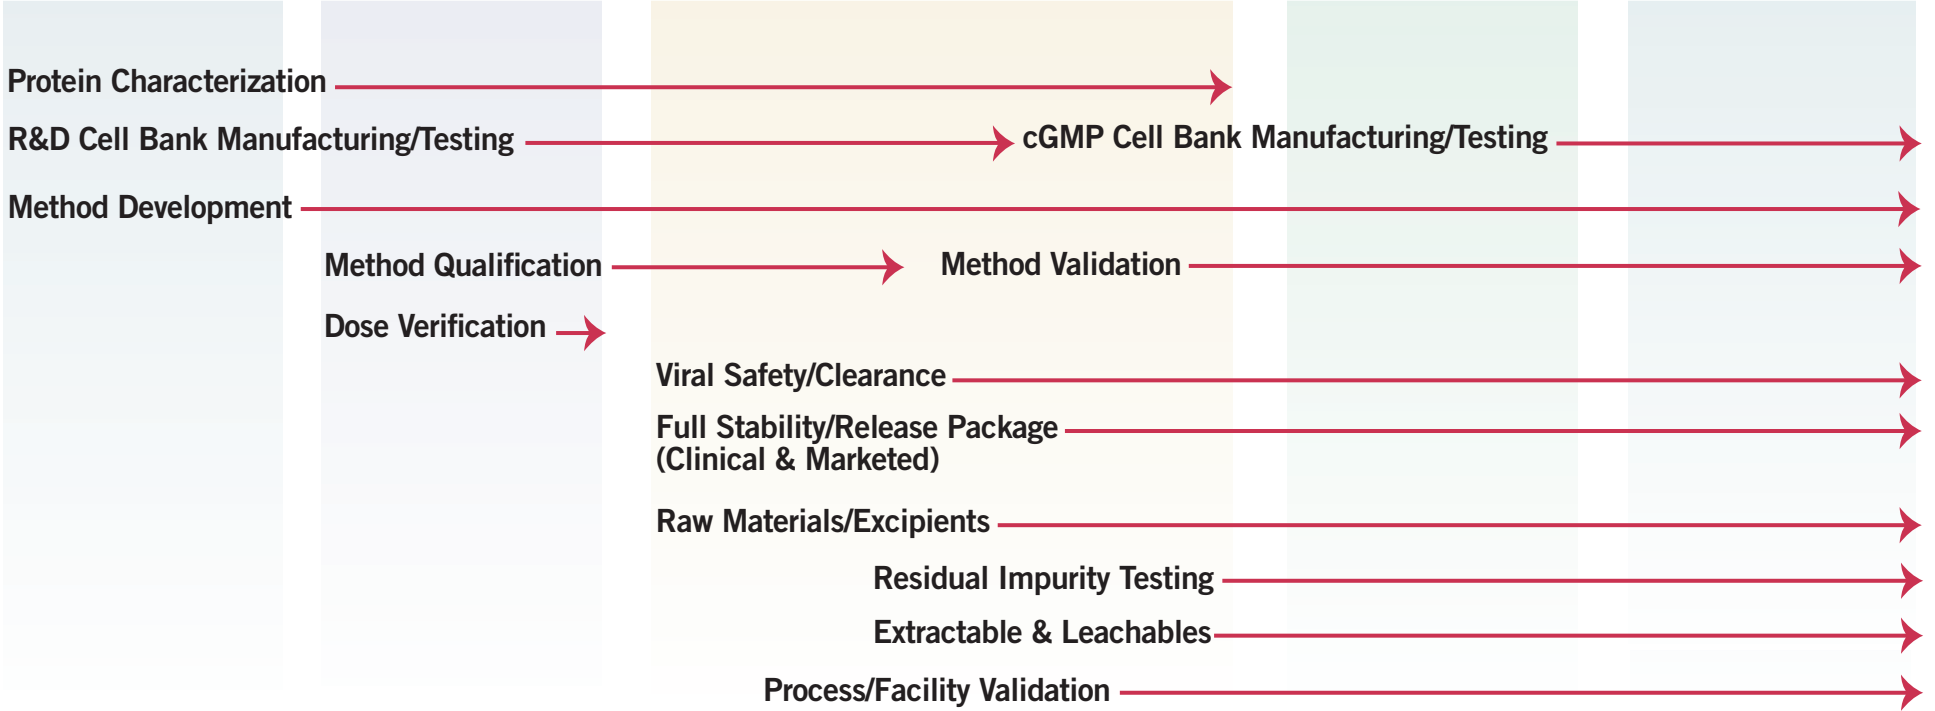 Protein Characterization
R&D Cell Bank Manufacturing/Testing
cGMP Cell Bank Manufacturing/Testing
Method Development
Method Qualification
Method Validation
Dose Verification
Viral Safety/Clearance
Full Stability/Release Package
(Clinical & Marketed)
Raw Materials/Excipients
Residual Impurity Testing
Extractable & Leachables
Process/Facility Validation